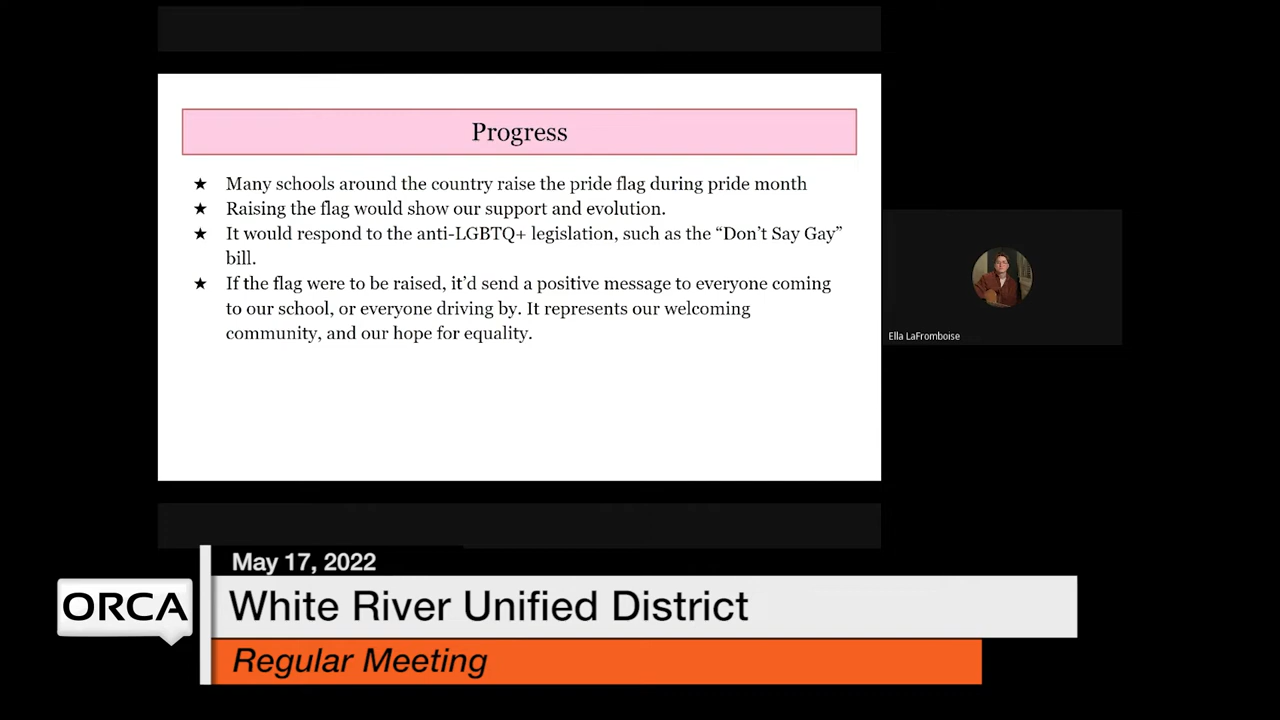 Progress
★ Many schools around the country raise the pride flag during pride month
★ Raising the flag would show our support and evolution.
★ It would respond to the anti-LGBTQ+ legislation, such as the “Don’t Say Gay”
bill.
★ If the flag were to be raised, it’d send a positive message to everyone coming
to our school, or everyone driving by. It represents our welcoming
community, and our hope for equality.
Ella LaFromboise
May 17, 2022
ORCA
White River Unified District
Regular Meeting